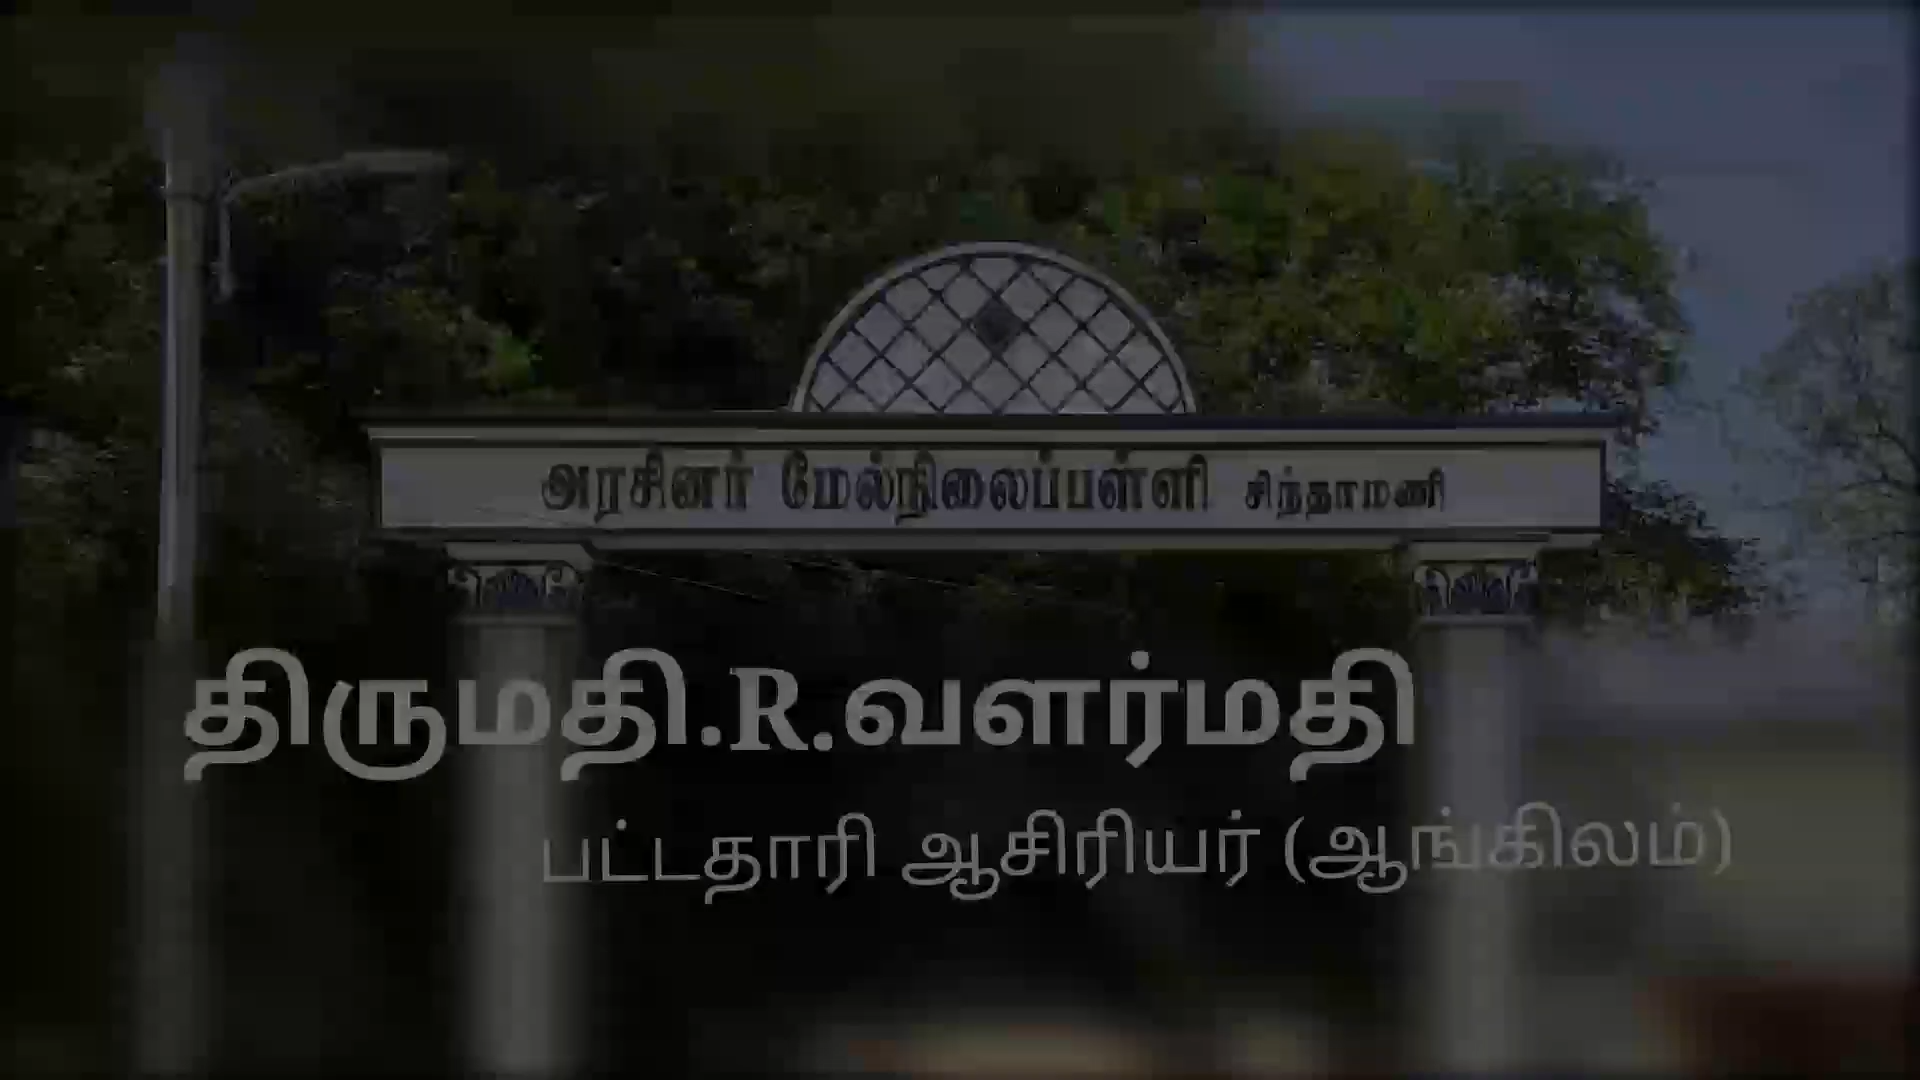 அரசினர் மேல்நிலைப்பள்ளி சிந்தாமணி
திருமதி.R.வளர்மதி
பட்டதாரி ஆசிரியர் (ஆங்கிலம்)